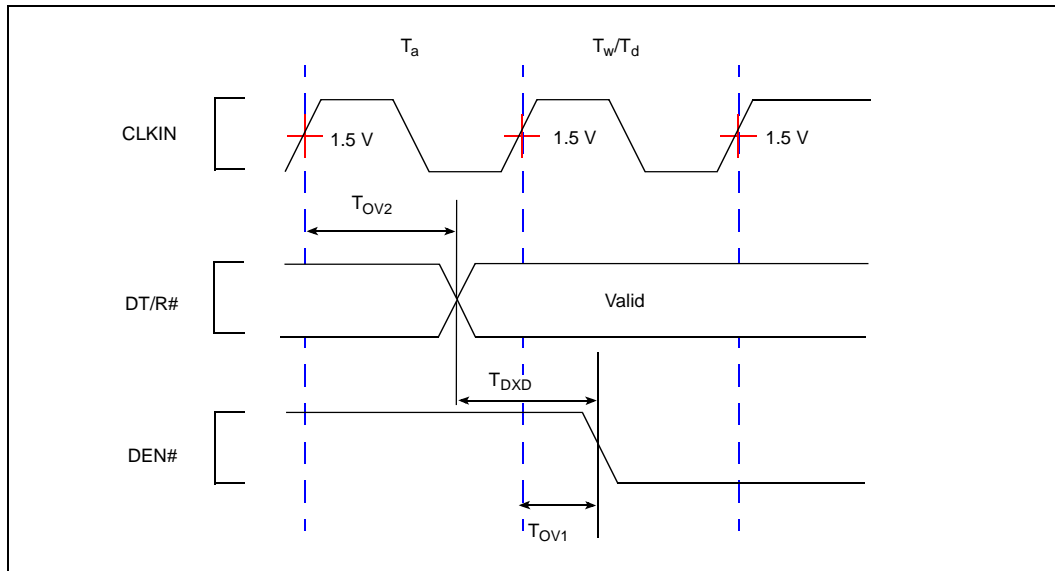 Ta Tw/Td
CLKIN 1.5 V 1.5 V 1.5 V
TOV2
DT/R# Valid
TDXD
DEN#
TOV1